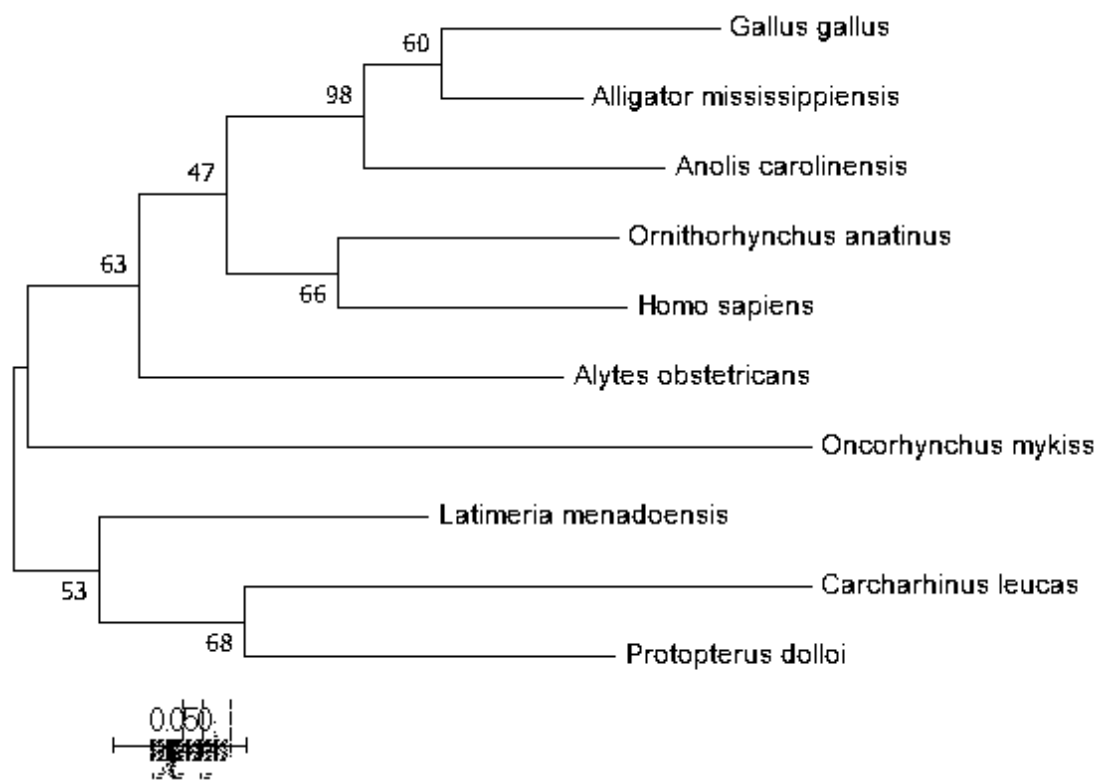 Gallus gallus
60
Alligator mississippiensis
98
Anolis carolinensis
47
Ornithorhynchus anatinus
63
66
Homo sapiens
Alytes obstetricans
Oncorhynchus mykiss
Latimeria menadoensis
53
Carcharhinus leucas
68
Protopterus dolloi